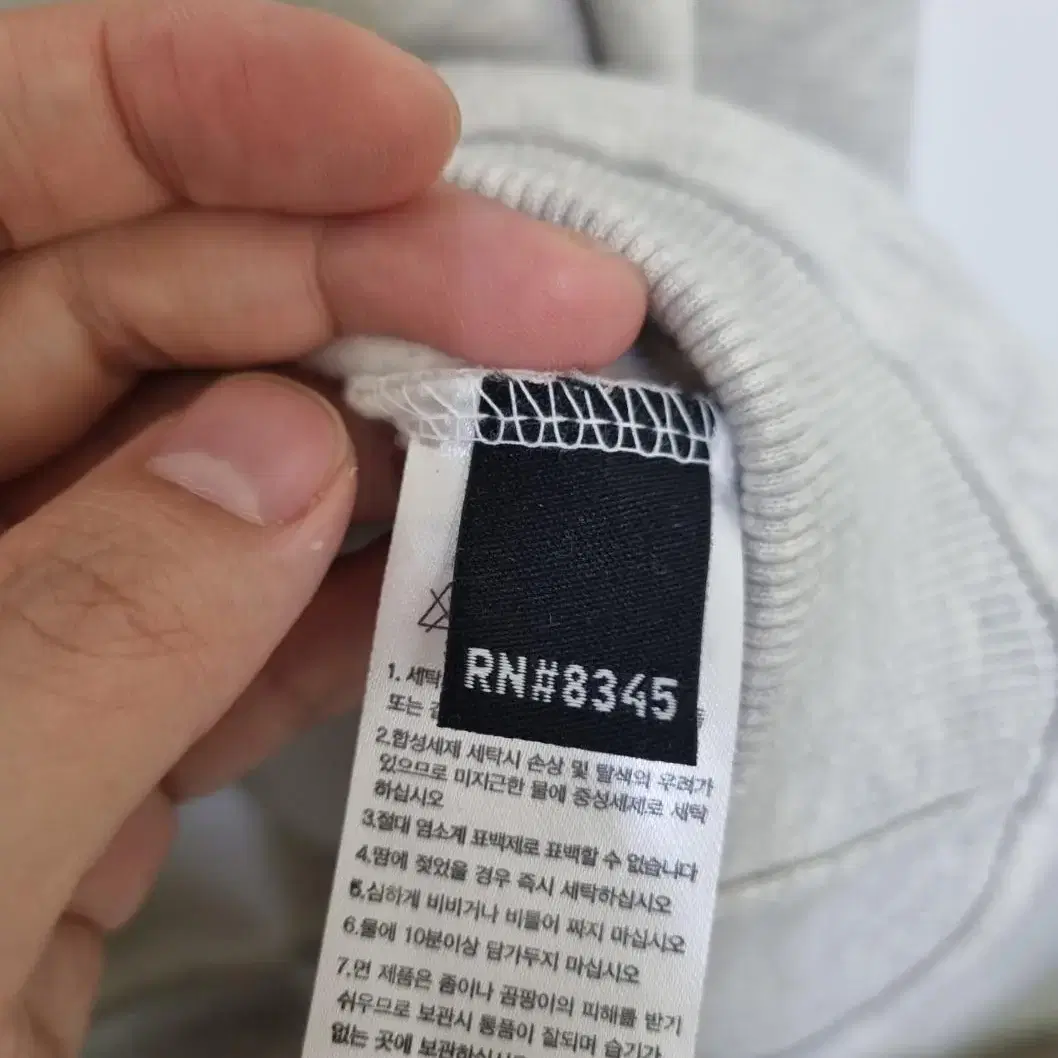 RN#8345
1. 세탁
또는
2.합성세제 세탁시 손상 및 탈색의 우려가
있으므로 미지근한 물에 중성세제로 세탁
하십시오
3.절대 염소계 표백제로 표백할 수 없습니다
4.땀에 젖었을 경우 즉시 세탁하십시오
5.심하게 비비거나 비틀어 짜지 마십시오
6.물에 10분이상 담가두지 마십시오
7.면 제품은 좀이나 곰팡이의 피해를 받기
쉬우므로 보관시 통풍이 잘되며 습기가
없는 곳에